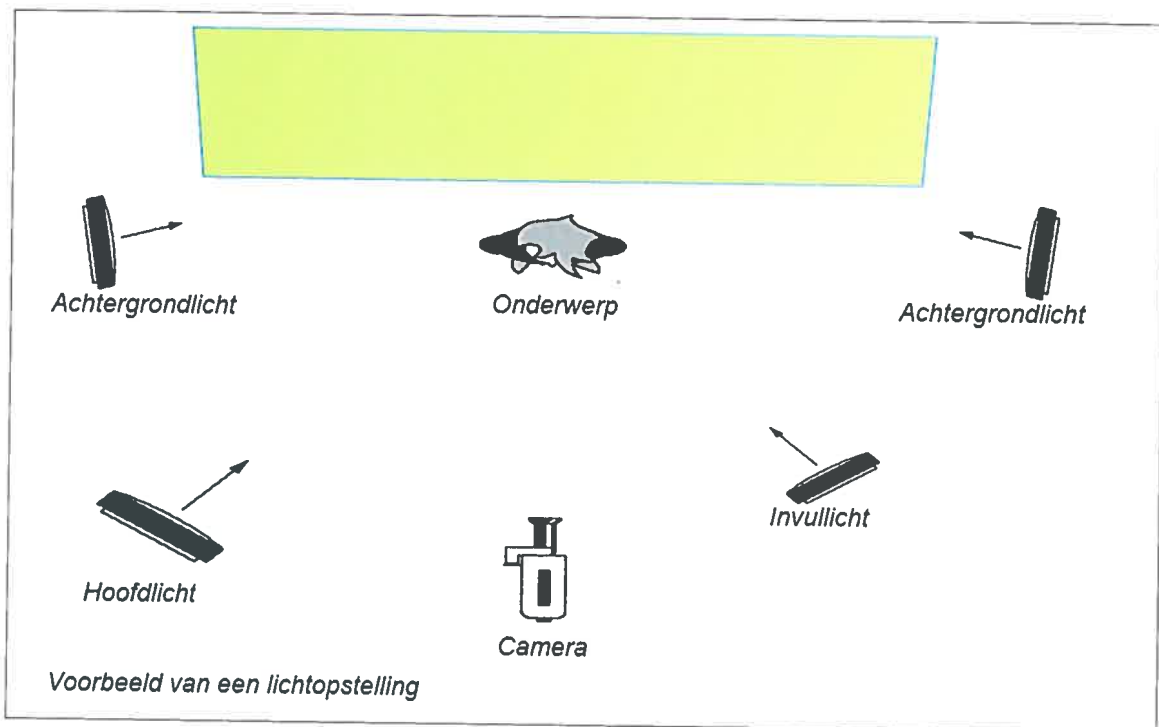 Achtergrondlicht
Onderwerp
Achtergrondlicht
Invullicht
Hoofdlicht
Camera
Voorbeeld van een lichtopstelling